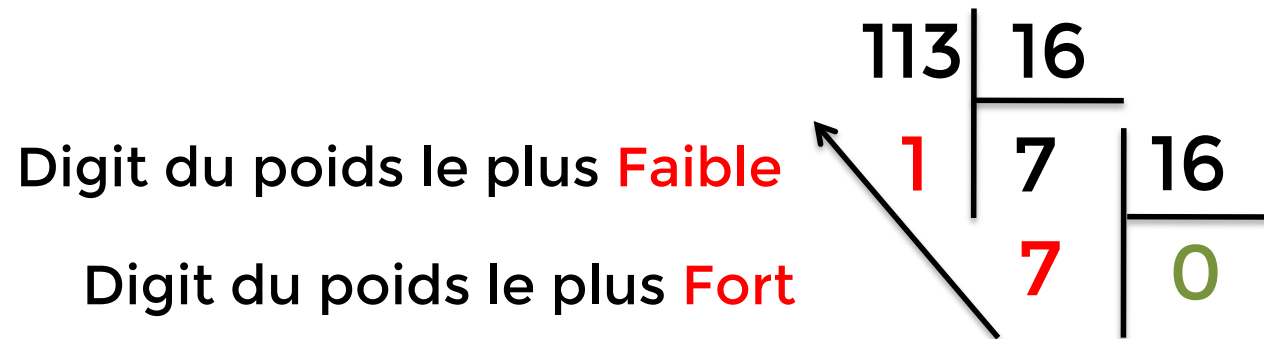 113 16
Digit du poids le plus Faible 1 7 16
Digit du poids le plus Fort 7 0